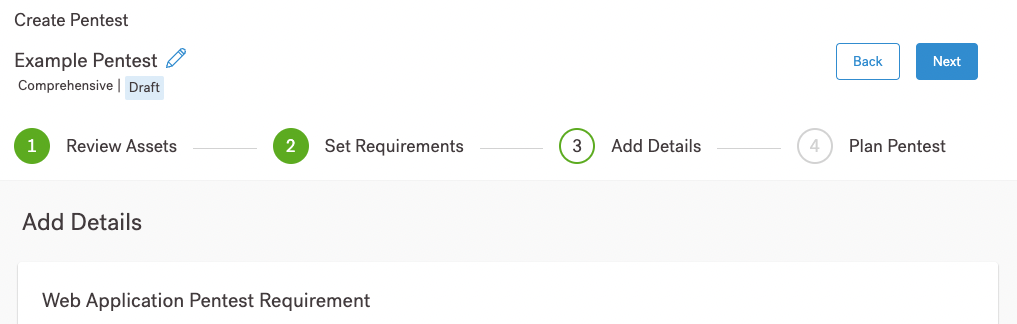 Create Pentest
Example Pentest
Back
Next
Comprehensive | Draft
1 Review Assets 2 Set Requirements 3 Add Details 4 Plan Pentest
Add Details
Web Application Pentest Requirement